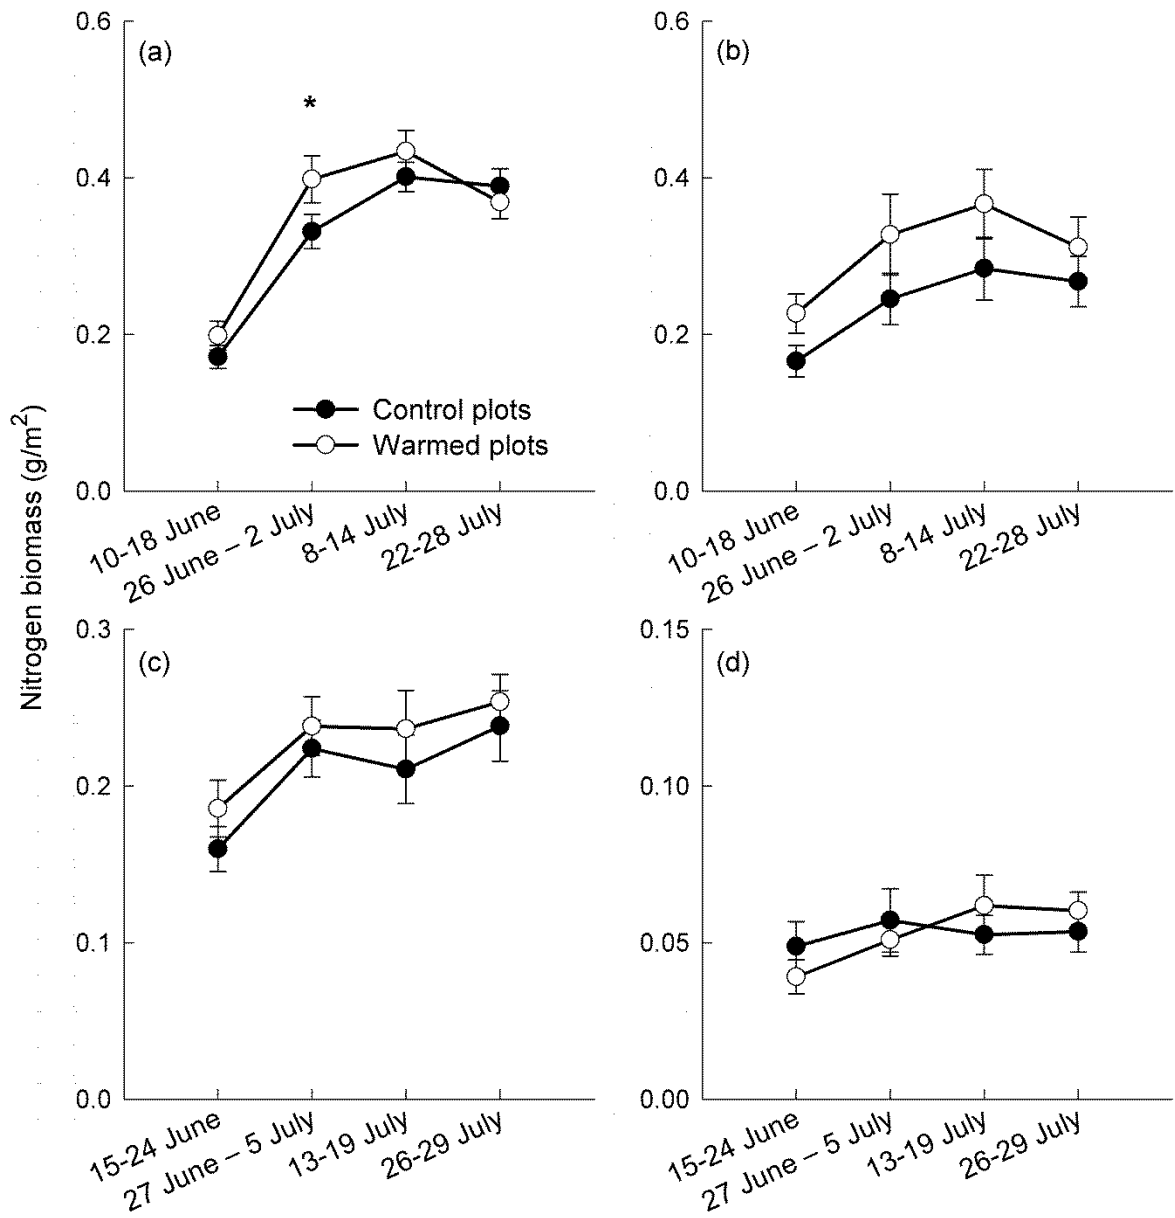 Nitrogen biomass (g/m²)
(a)
0.6
0.4
0.2
0.0
*
Control plots
Warmed plots
10-18 June
26 June – 2 July
8-14 July
22-28 July
(b)
0.6
0.4
0.2
0.0
10-18 June
26 June – 2 July
8-14 July
22-28 July
(c)
0.3
0.2
0.1
0.0
15-24 June
27 June – 5 July
13-19 July
26-29 July
(d)
0.15
0.10
0.05
0.00
15-24 June
27 June – 5 July
13-19 July
26-29 July